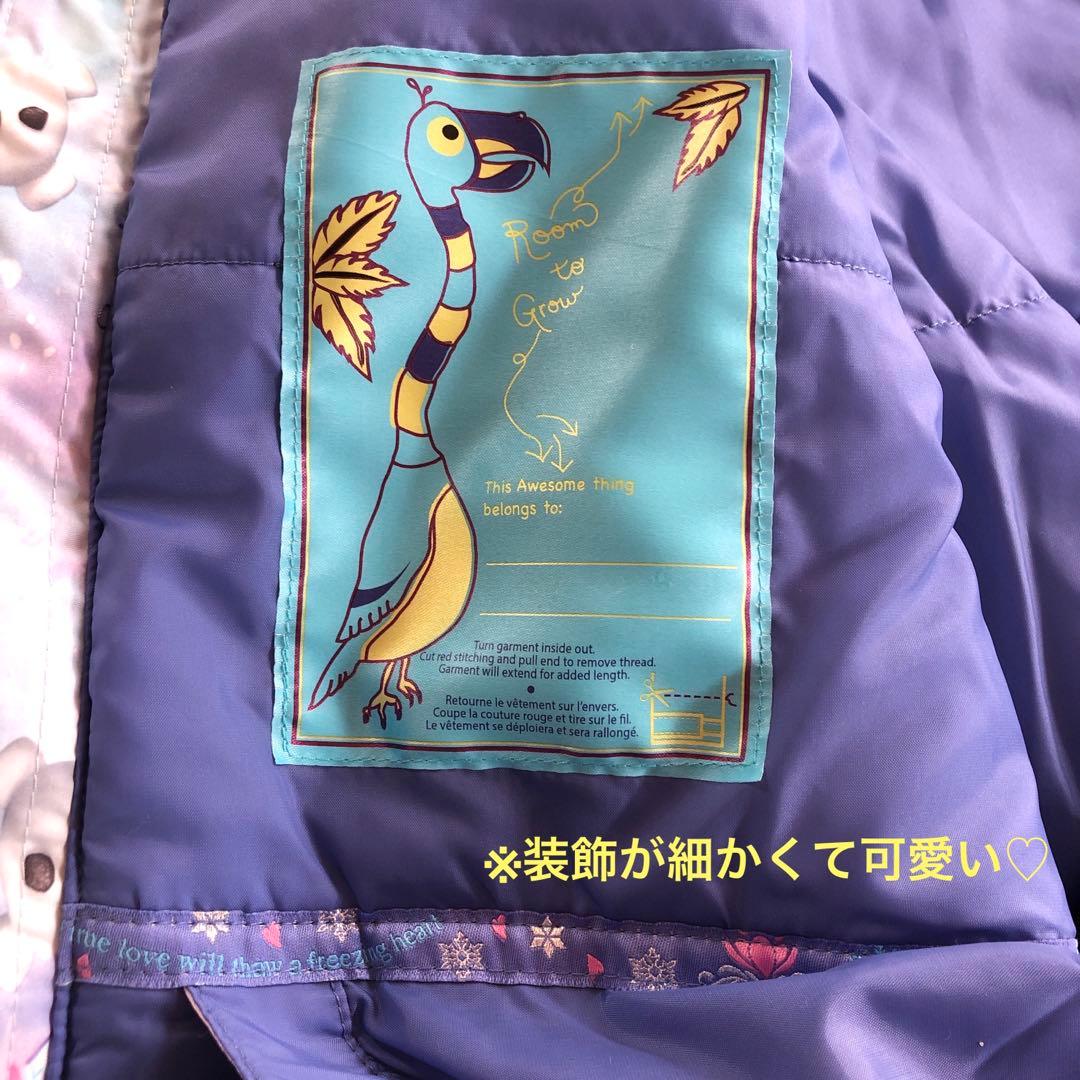 Room
to
Grow
This Awesome thing
belongs to:
Turn garment inside out.
Cut red stitching and pull end to remove thread.
Garment will extend for added length.
Retourne le vêtement sur l'envers.
Coupe la couture rouge et tire sur le fil.
Le vêtement se déploiera et sera rallongé.
※装飾が細かくて可愛い♡
true love will thaw a freezing heart